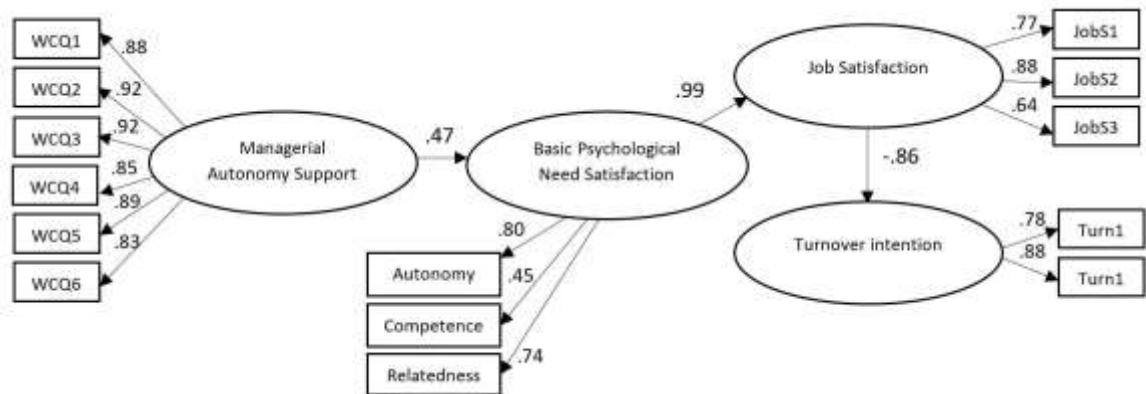 WCQ1
WCQ2
WCQ3
WCQ4
WCQ5
WCQ6
.88
.92
.92
.85
.89
.83
Managerial
Autonomy Support
.47
Basic Psychological
Need Satisfaction
.80
.45
.74
Autonomy
Competence
Relatedness
.99
Job Satisfaction
.77
.88
.64
JobS1
JobS2
JobS3
-.86
Turnover intention
.78
.88
Turn1
Turn1